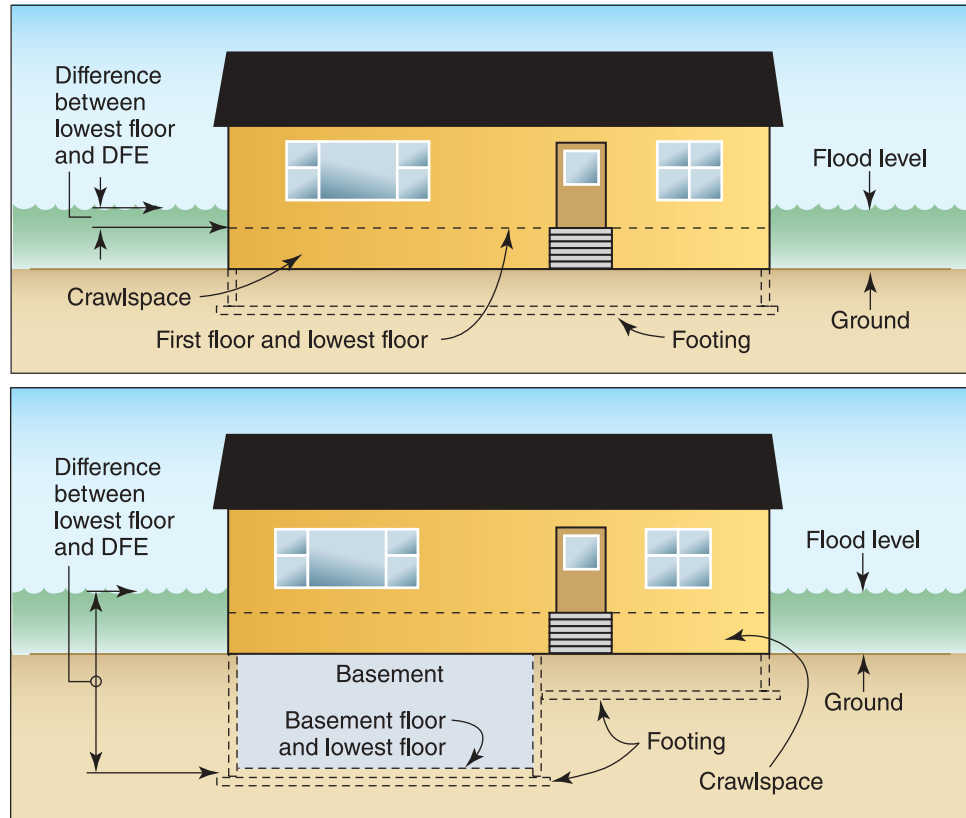 Difference
between
lowest floor
and DFE
Flood level
Crawlspace
First floor and lowest floor
Footing
Ground
Difference
between
lowest floor
and DFE
Flood level
Basement
Basement floor
and lowest floor
Footing
Ground
Crawlspace